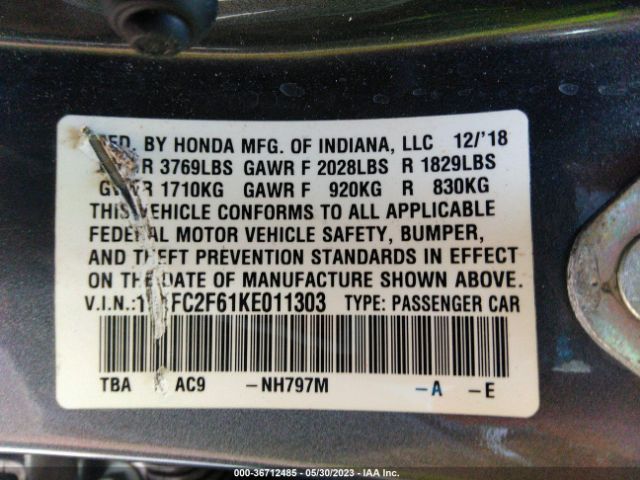 MFD. BY HONDA MFG. OF INDIANA, LLC 12/'18
R 3769LBS GAWR F 2028LBS R 1829LBS
GVWR 1710KG GAWR F 920KG R 830KG
THIS VEHICLE CONFORMS TO ALL APPLICABLE
FEDERAL MOTOR VEHICLE SAFETY, BUMPER,
AND THEFT PREVENTION STANDARDS IN EFFECT
ON THE DATE OF MANUFACTURE SHOWN ABOVE.
V.I.N.: FC2F61KE011303 TYPE: PASSENGER CAR
TBA AC9 -NH797M -A -E
000-36712485 - 05/30/2023 - IAA Inc.